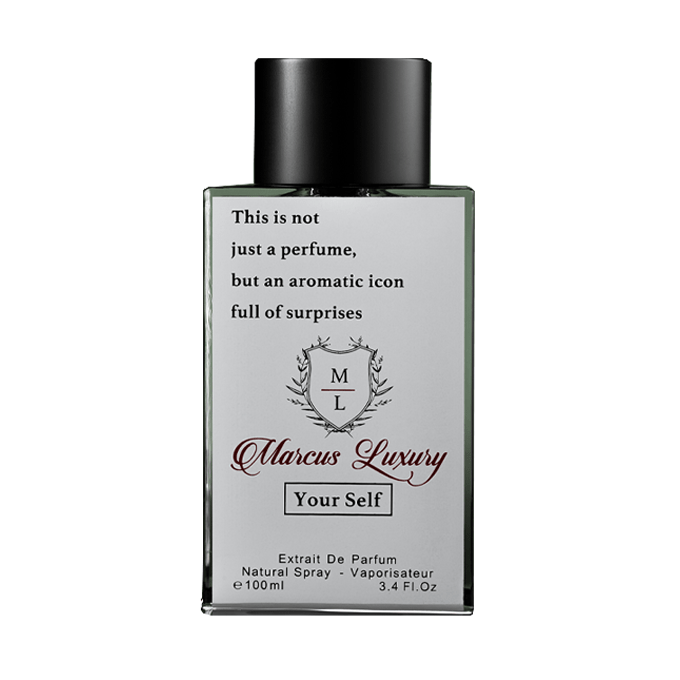 This is not
just a perfume,
but an aromatic icon
full of surprises
M
L
Marcus Luxury
Your Self
Extrait De Parfum
Natural Spray - Vaporisateur
℮100ml 3.4 Fl.Oz